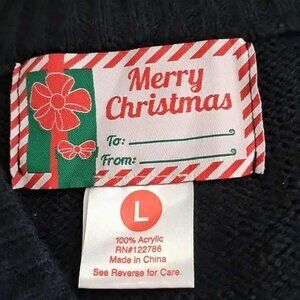 Merry
Christmas
To:
From:
L
100% Acrylic
RN#122786
Made in China
See Reverse for Care.